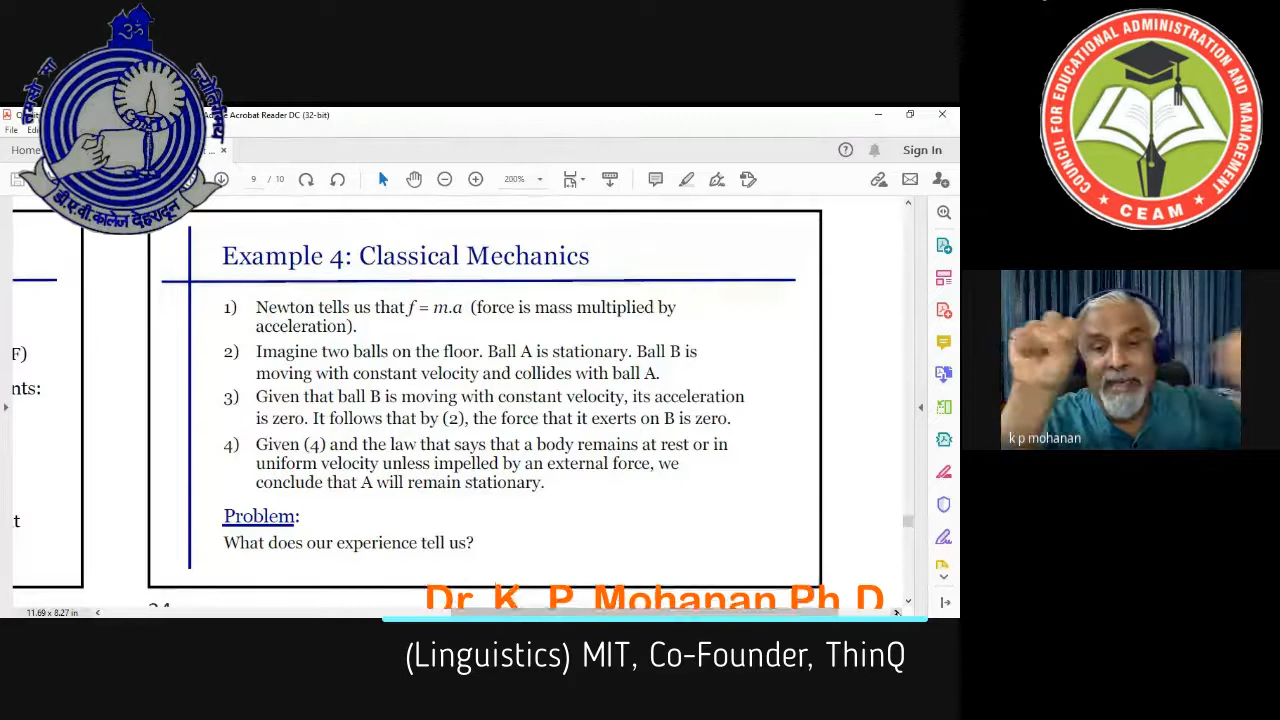 तमसो मा
ज्योतिर्गमय
डी.ए.वी. कालेज देहरादून
COUNCIL FOR EDUCATIONAL ADMINISTRATION AND MANAGEMENT
CEAM
Acrobat Reader DC (32-bit)
File
Home
Sign In
9 / 10
200%
F)
nts:
t
Example 4: Classical Mechanics
1) Newton tells us that f = m.a (force is mass multiplied by
acceleration).
2) Imagine two balls on the floor. Ball A is stationary. Ball B is
moving with constant velocity and collides with ball A.
3) Given that ball B is moving with constant velocity, its acceleration
is zero. It follows that by (2), the force that it exerts on B is zero.
4) Given (4) and the law that says that a body remains at rest or in
uniform velocity unless impelled by an external force, we
conclude that A will remain stationary.
Problem:
What does our experience tell us?
11.69 x 8.27 in
k p mohanan
Dr. K. P. Mohanan Ph D
(Linguistics) MIT, Co-Founder, ThinQ